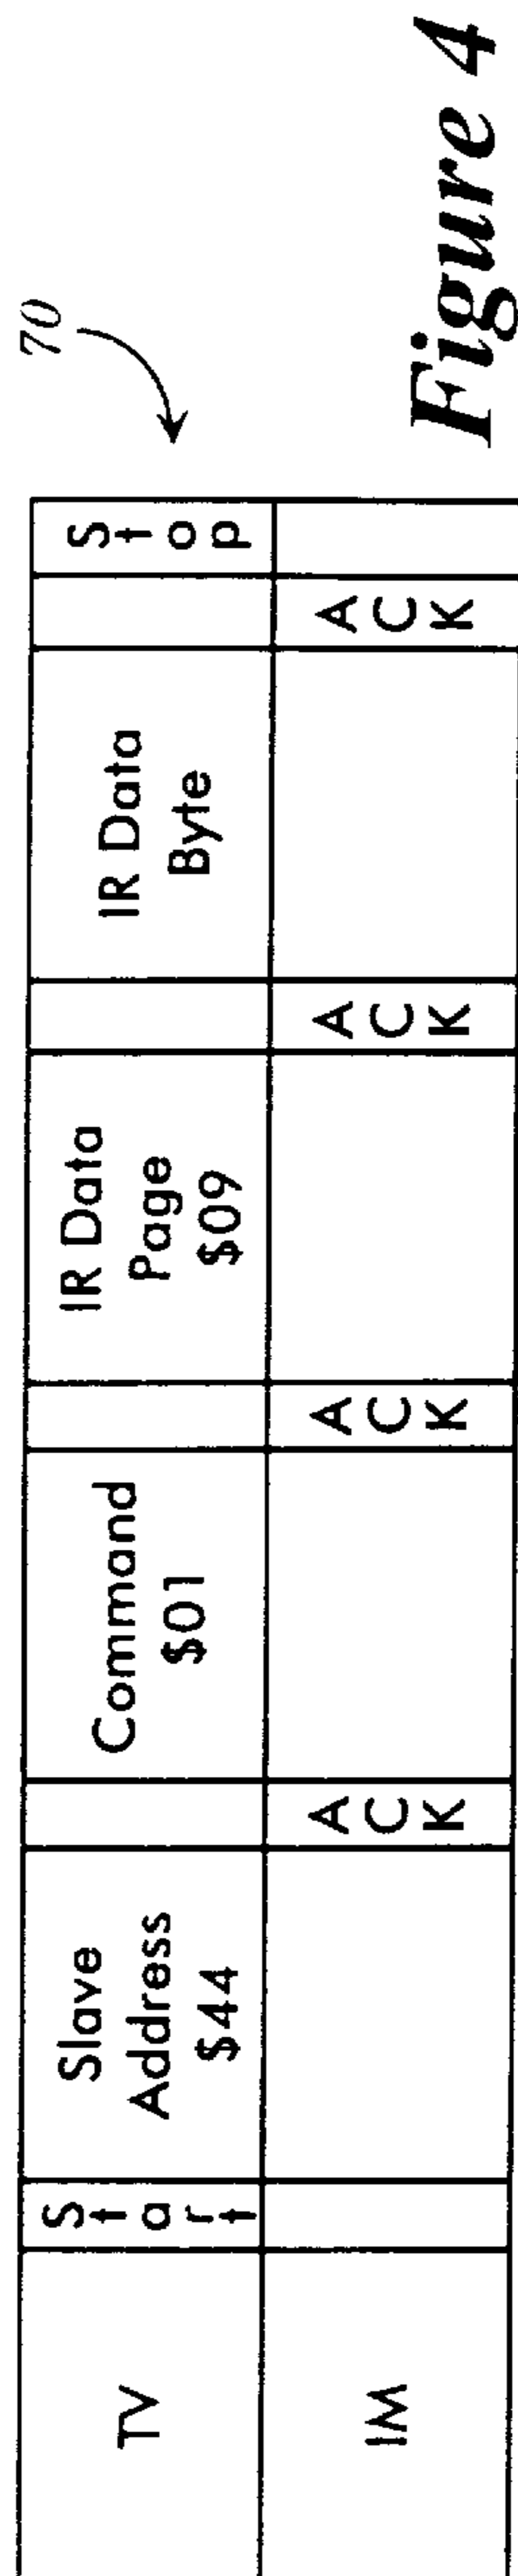 TV
Start
Slave
Address
$44
Command
$01
IR Data
Page
$09
IR Data
Byte
Stop
IM
ACK
ACK
ACK
ACK
70
Figure 4